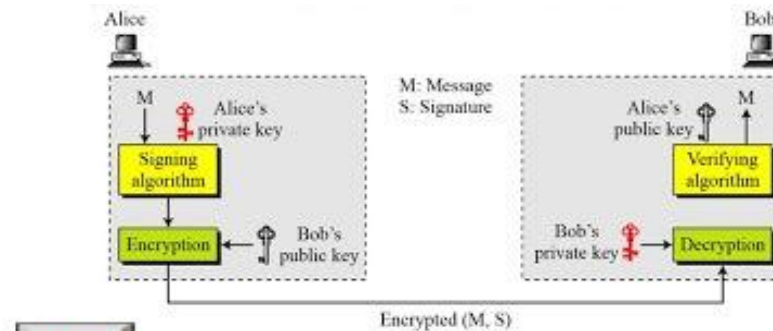 Alice
Bob
M
Alice's
private key
M: Message
S: Signature
Alice's
public key
M
Signing
algorithm
Verifying
algorithm
Encryption
Bob's
public key
Bob's
private key
Decryption
Encrypted (M, S)